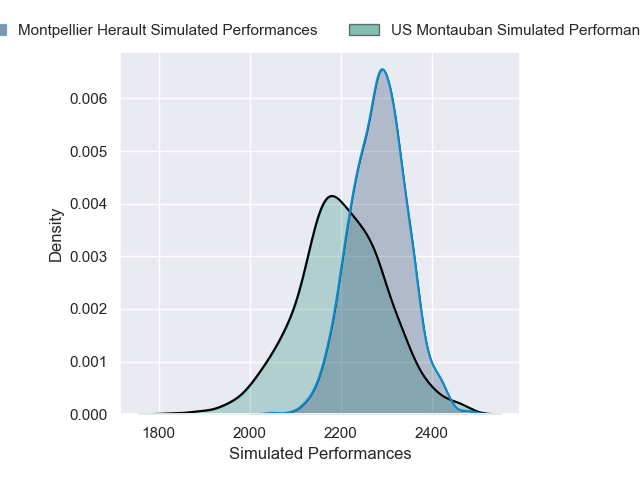 Montpellier Herault Simulated Performances
US Montauban Simulated Performan
0.006
0.005
0.004
0.003
0.002
0.001
0.000
Density
1800
2000
2200
2400
Simulated Performances